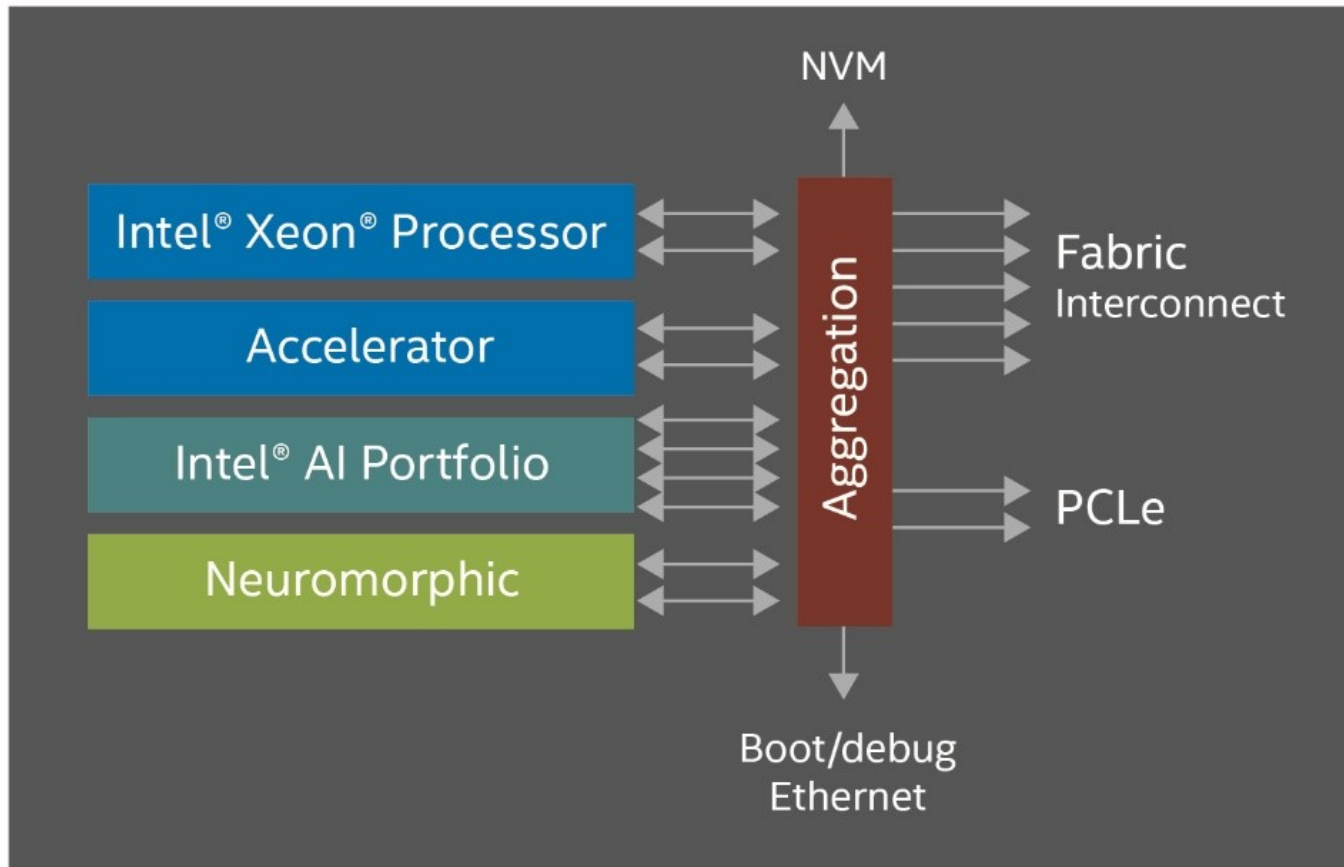 NVM
Intel® Xeon® Processor
Accelerator
Intel® AI Portfolio
Neuromorphic
Aggregation
Fabric
Interconnect
PCLe
Boot/debug
Ethernet